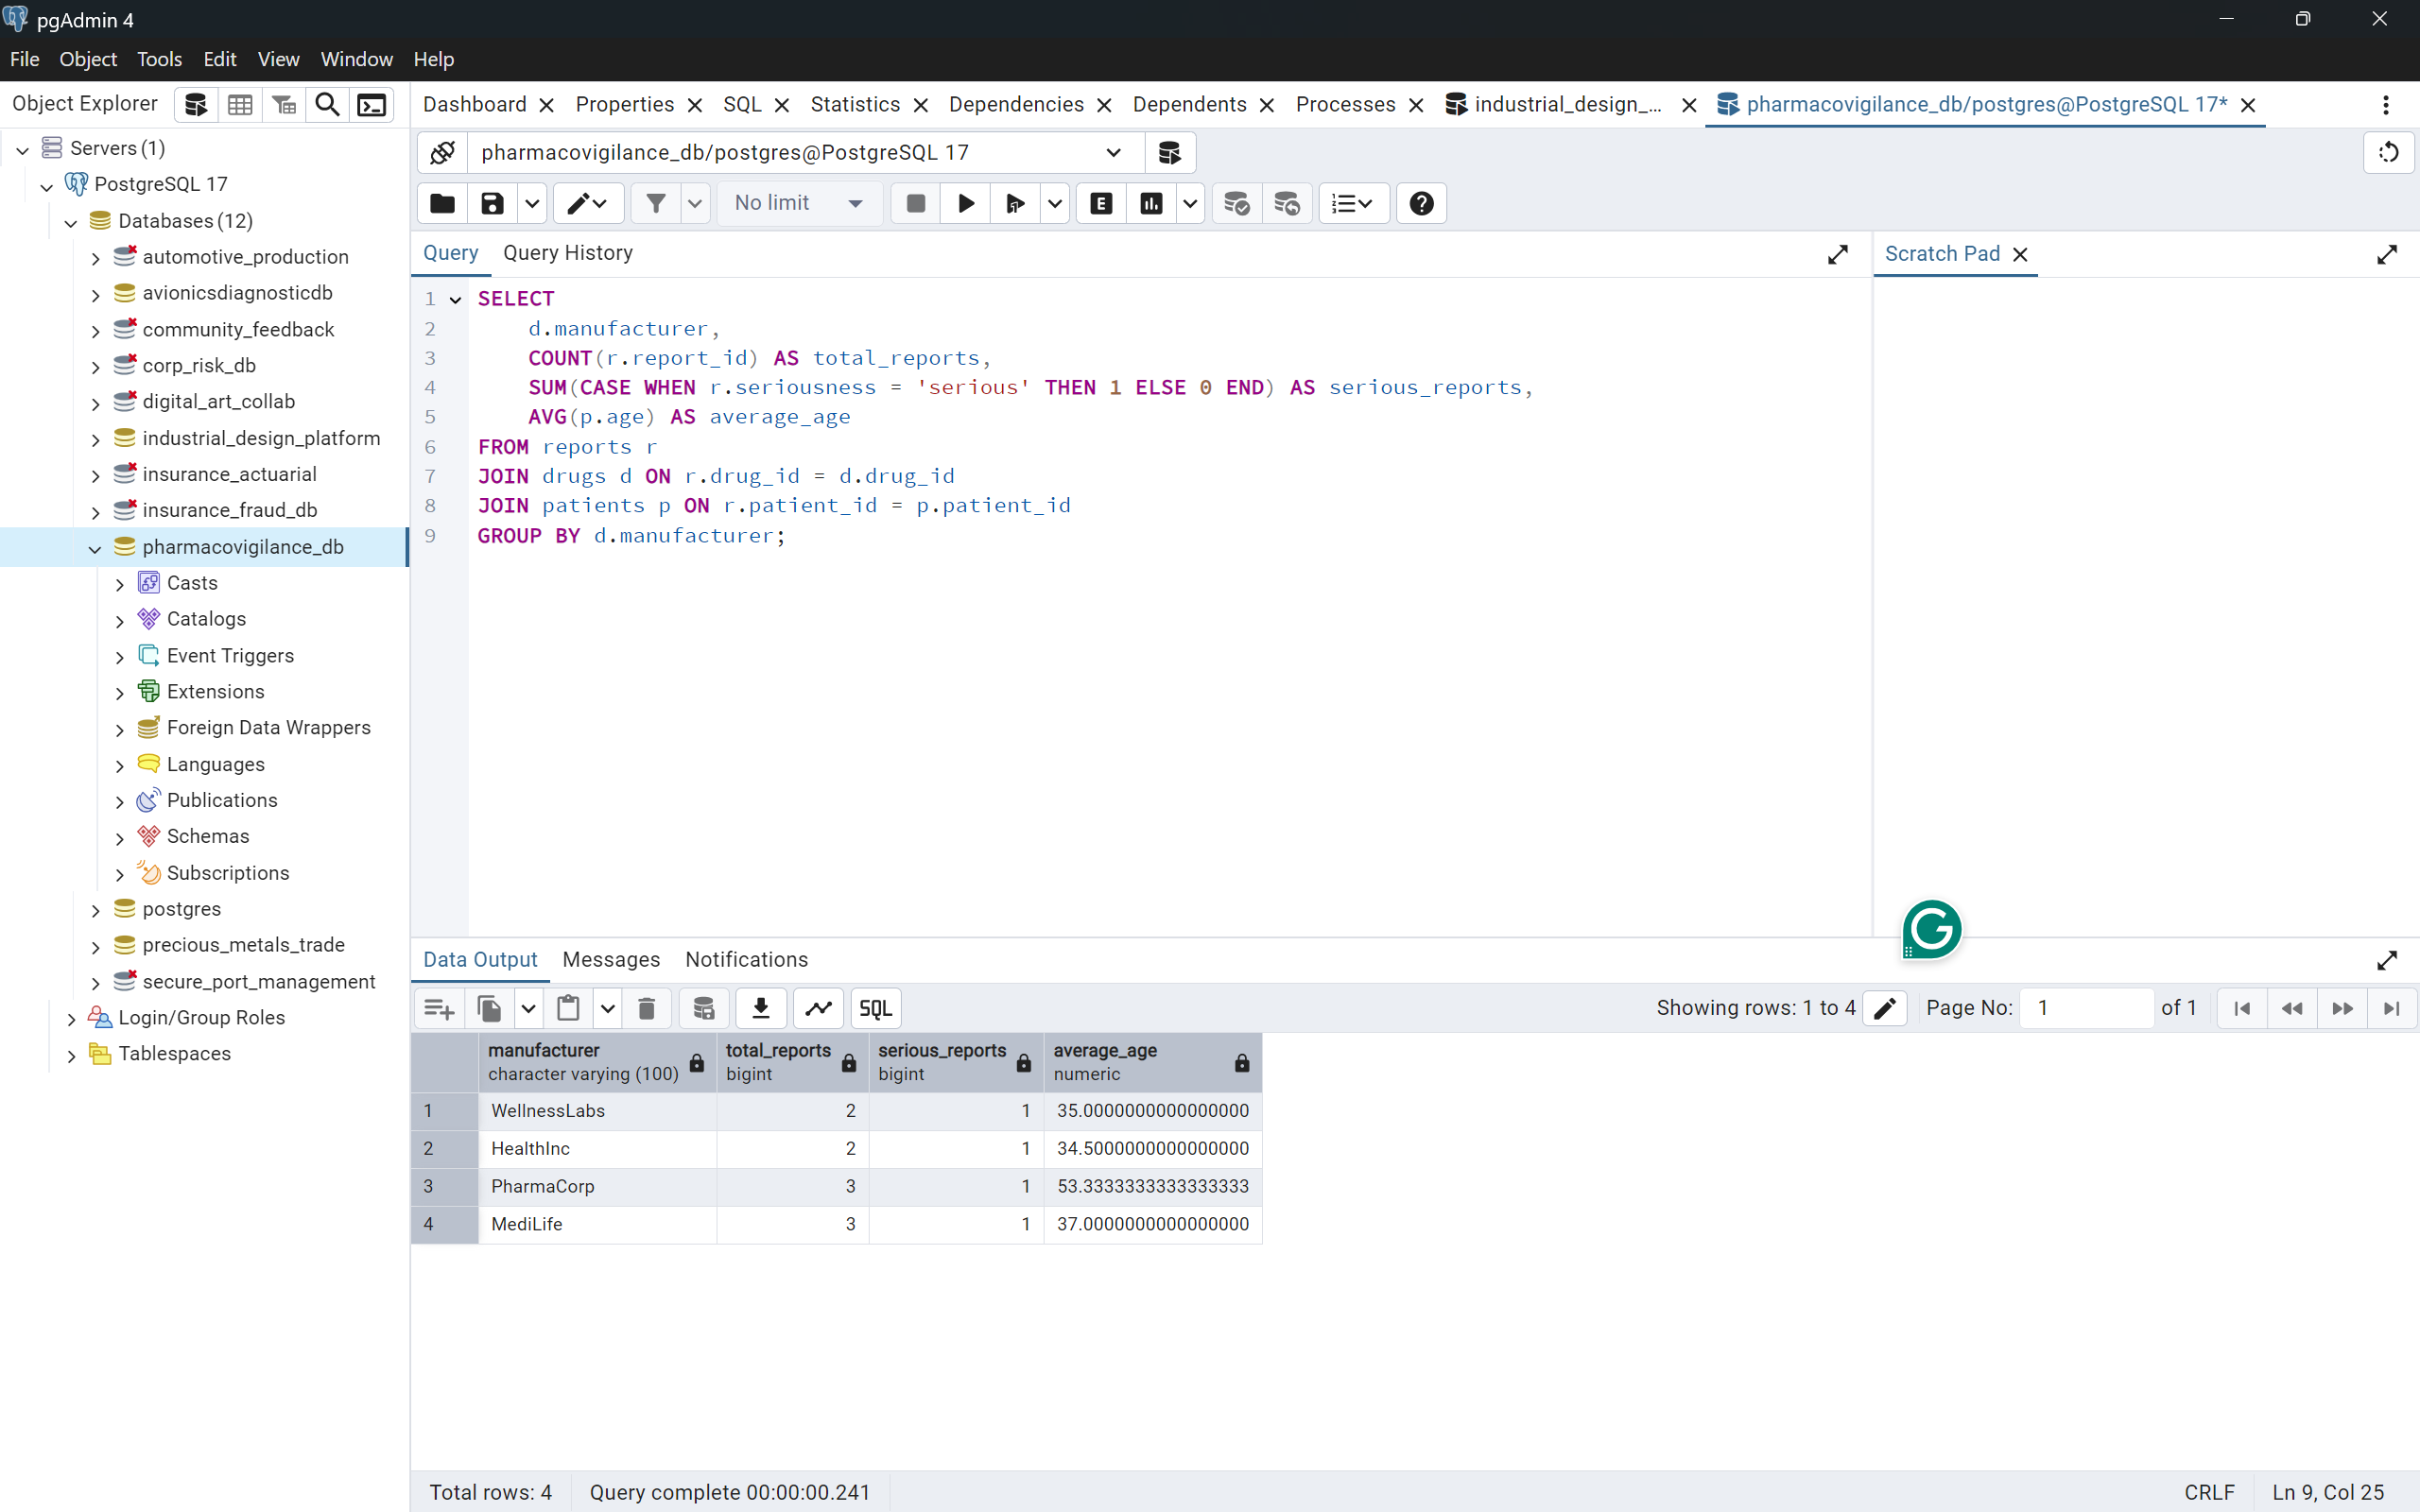 pgAdmin 4
File Object Tools Edit View Window Help
Object Explorer
Dashboard Properties SQL Statistics Dependencies Dependents Processes industrial_design_... pharmacovigilance_db/postgres@PostgreSQL 17*
Servers (1)
PostgreSQL 17
Databases (12)
automotive_production
avionicsdiagnosticdb
community_feedback
corp_risk_db
digital_art_collab
industrial_design_platform
insurance_actuarial
insurance_fraud_db
pharmacovigilance_db
Casts
Catalogs
Event Triggers
Extensions
Foreign Data Wrappers
Languages
Publications
Schemas
Subscriptions
postgres
precious_metals_trade
secure_port_management
Login/Group Roles
Tablespaces
pharmacovigilance_db/postgres@PostgreSQL 17
No limit
E
Query Query History
Scratch Pad
1 SELECT
2 d.manufacturer,
3 COUNT(r.report_id) AS total_reports,
4 SUM(CASE WHEN r.seriousness = 'serious' THEN 1 ELSE 0 END) AS serious_reports,
5 AVG(p.age) AS average_age
6 FROM reports r
7 JOIN drugs d ON r.drug_id = d.drug_id
8 JOIN patients p ON r.patient_id = p.patient_id
9 GROUP BY d.manufacturer;
Data Output Messages Notifications
SQL
Showing rows: 1 to 4 Page No: 1 of 1
manufacturer total_reports serious_reports average_age
character varying (100) bigint bigint numeric
1 WellnessLabs 2 1 35.0000000000000000
2 HealthInc 2 1 34.5000000000000000
3 PharmaCorp 3 1 53.3333333333333333
4 MediLife 3 1 37.0000000000000000
Total rows: 4 Query complete 00:00:00.241
CRLF Ln 9, Col 25